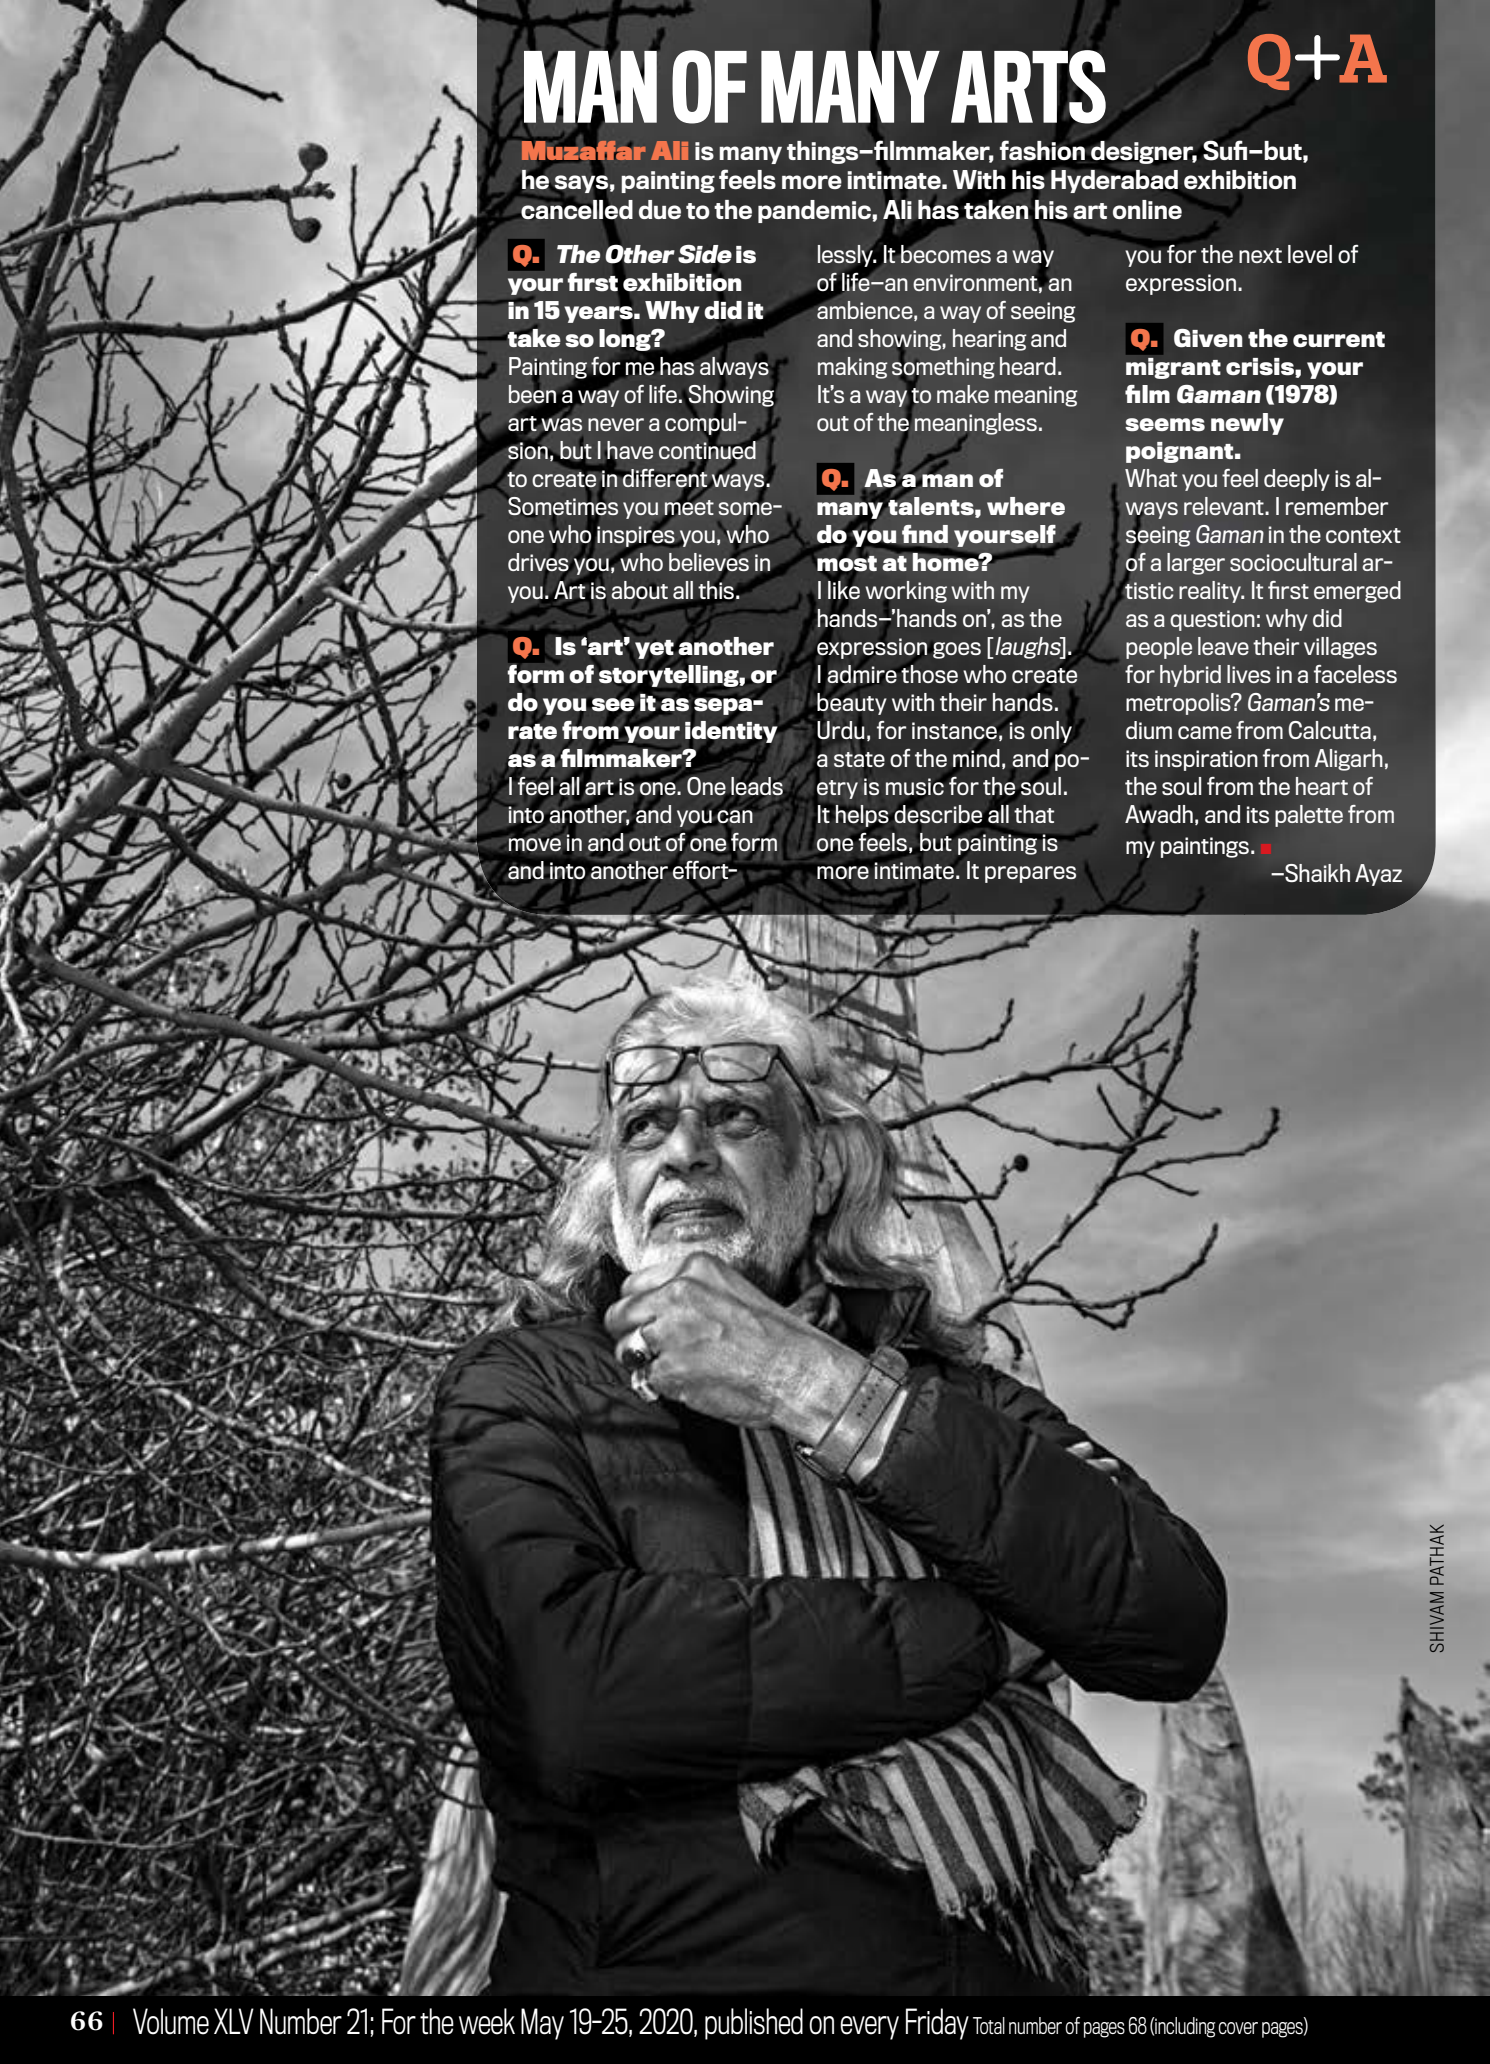 Q+A
MAN OF MANY ARTS
Muzaffar Ali is many things–filmmaker, fashion designer, Sufi–but,
he says, painting feels more intimate. With his Hyderabad exhibition
cancelled due to the pandemic, Ali has taken his art online
Q. The Other Side is
your first exhibition
in 15 years. Why did it
take so long?
Painting for me has always
been a way of life. Showing
art was never a compul-
sion, but I have continued
to create in different ways.
Sometimes you meet some-
one who inspires you, who
drives you, who believes in
you. Art is about all this.
Q. Is ‘art’ yet another
form of storytelling, or
do you see it as sepa-
rate from your identity
as a filmmaker?
I feel all art is one. One leads
into another, and you can
move in and out of one form
and into another effort-
lessly. It becomes a way
of life–an environment, an
ambience, a way of seeing
and showing, hearing and
making something heard.
It’s a way to make meaning
out of the meaningless.
Q. As a man of
many talents, where
do you find yourself
most at home?
I like working with my
hands–‘hands on’, as the
expression goes [laughs].
I admire those who create
beauty with their hands.
Urdu, for instance, is only
a state of the mind, and po-
etry is music for the soul.
It helps describe all that
one feels, but painting is
more intimate. It prepares
you for the next level of
expression.
Q. Given the current
migrant crisis, your
film Gaman (1978)
seems newly
poignant.
What you feel deeply is al-
ways relevant. I remember
seeing Gaman in the context
of a larger sociocultural ar-
tistic reality. It first emerged
as a question: why did
people leave their villages
for hybrid lives in a faceless
metropolis? Gaman’s me-
dium came from Calcutta,
its inspiration from Aligarh,
the soul from the heart of
Awadh, and its palette from
my paintings.
–Shaikh Ayaz
SHIVAM PATHAK
66 Volume XLV Number 21; For the week May 19-25, 2020, published on every Friday Total number of pages 68 (including cover pages)